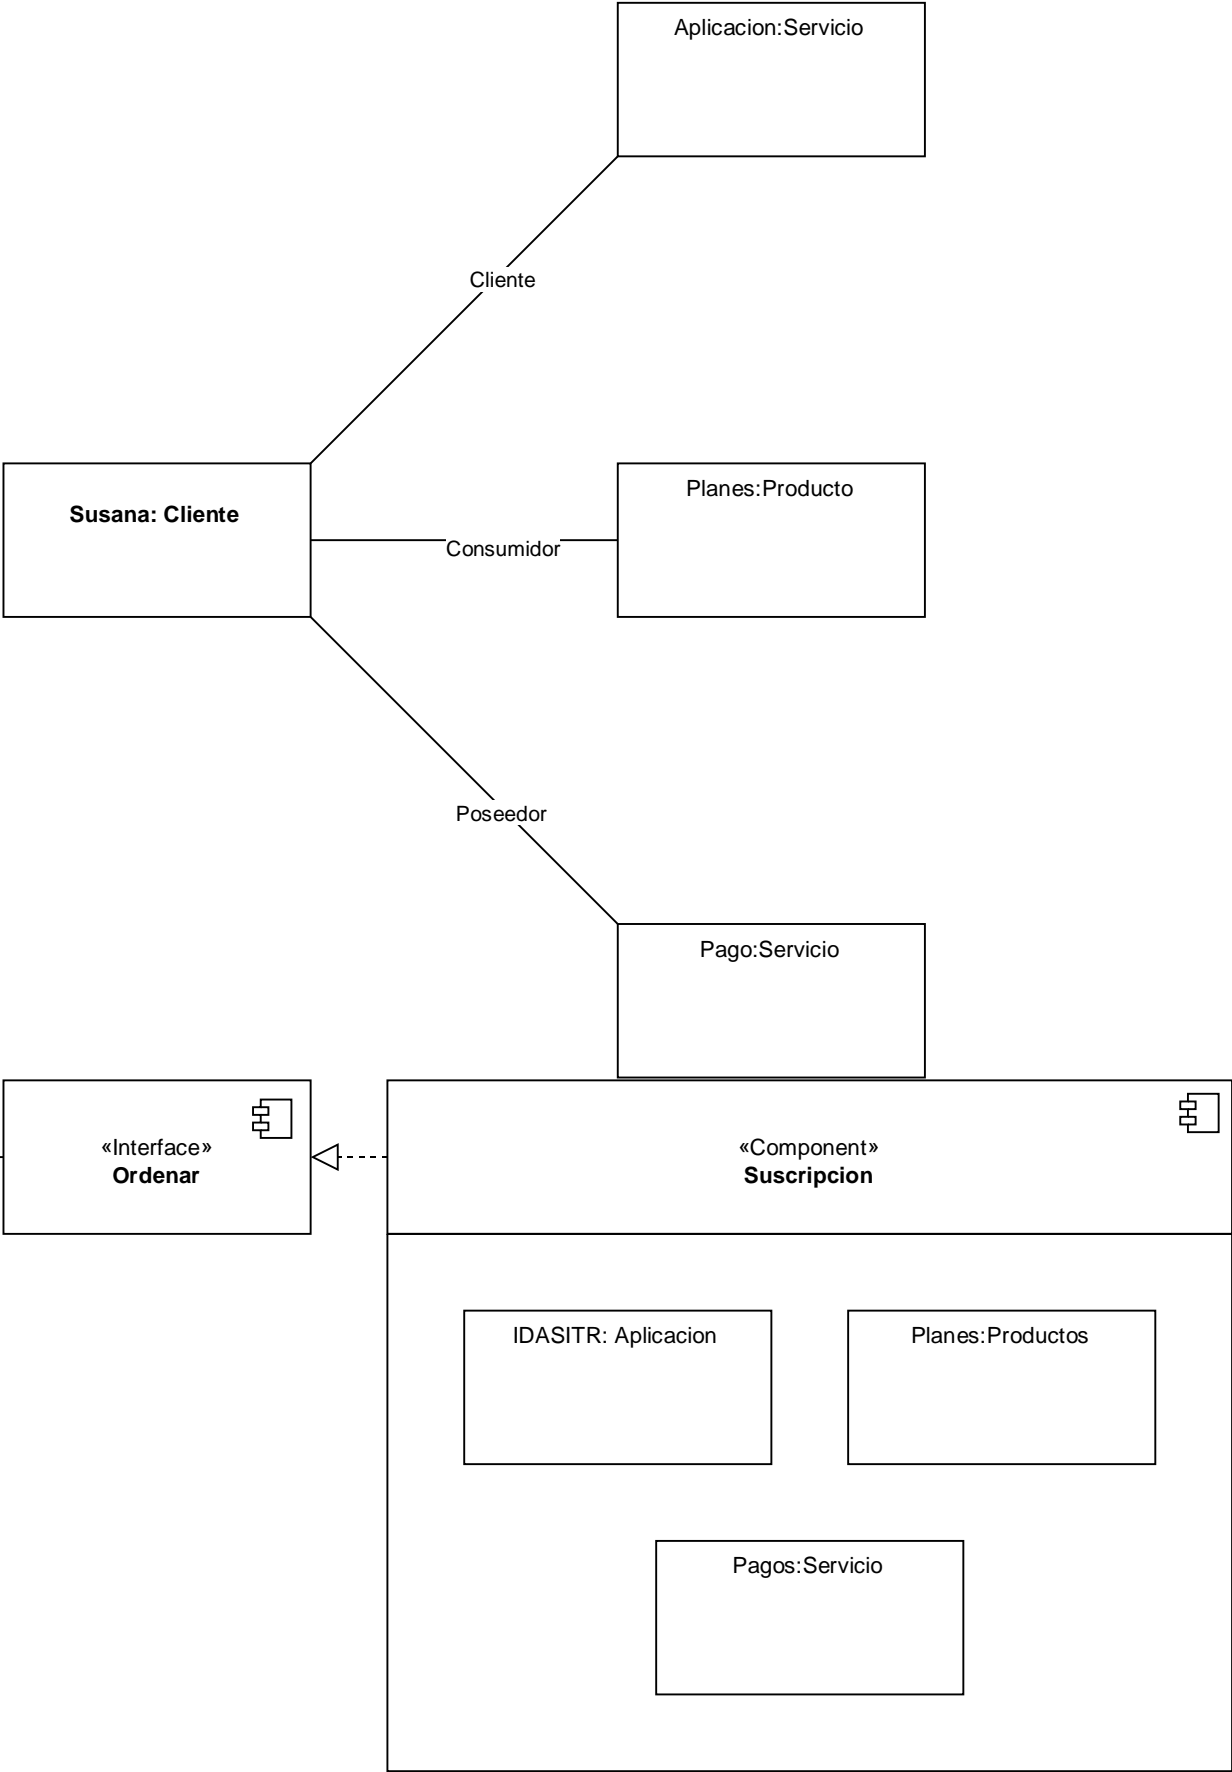 Aplicacion:Servicio
Cliente
Susana: Cliente
Planes:Producto
Consumidor
Poseedor
Pago:Servicio
«Interface»
Ordenar
«Component»
Suscripcion
IDASITR: Aplicacion
Planes:Productos
Pagos:Servicio